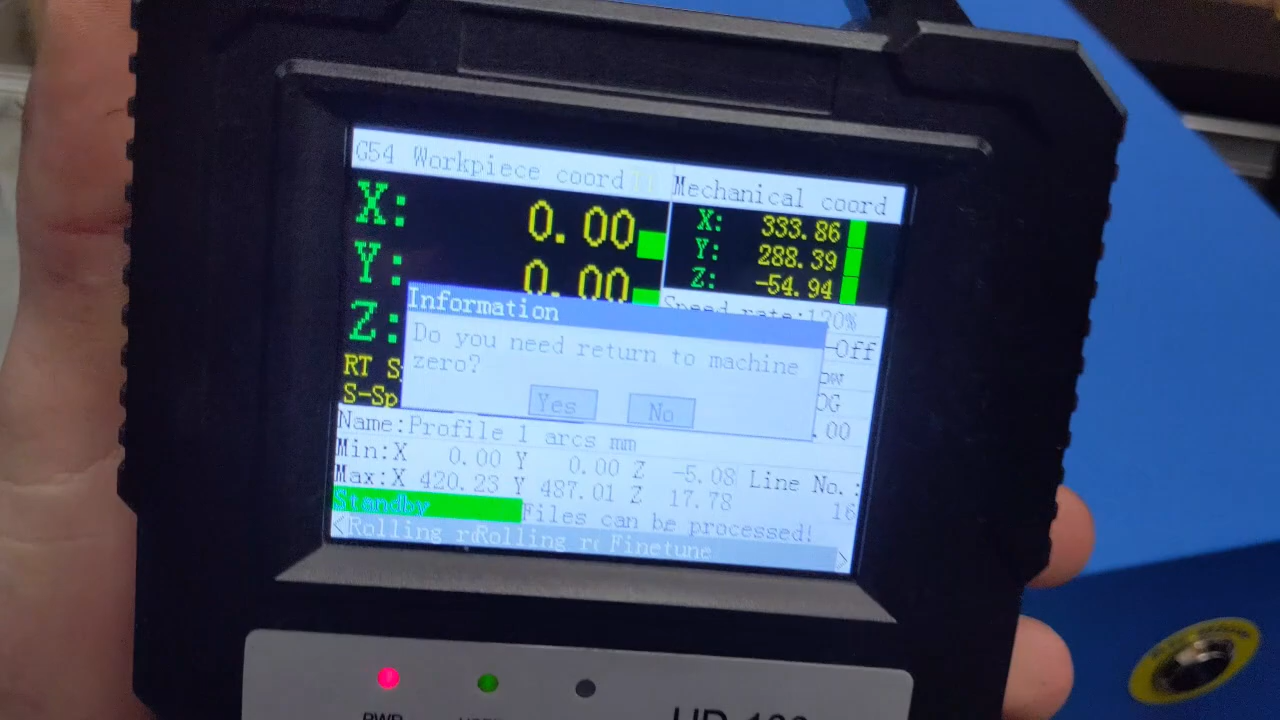 G54 Workpiece coord
Mechanical coord
X: 0.00
X: 333.86
Y: 0.00
Y: 288.39
Z:
Z: -54.94
Speed rate:120%
Information
Do you need return to machine
zero?
Yes No
-Off
RT S
S-Sp
.00
Name:Profile 1 arcs mm
Min:X 0.00 Y 0.00 Z -5.08 Line No.:
Max:X 420.23 Y 487.01 Z 17.78 16
Standby Files can be processed!
<Rolling r Rolling r Finetune >
PWR